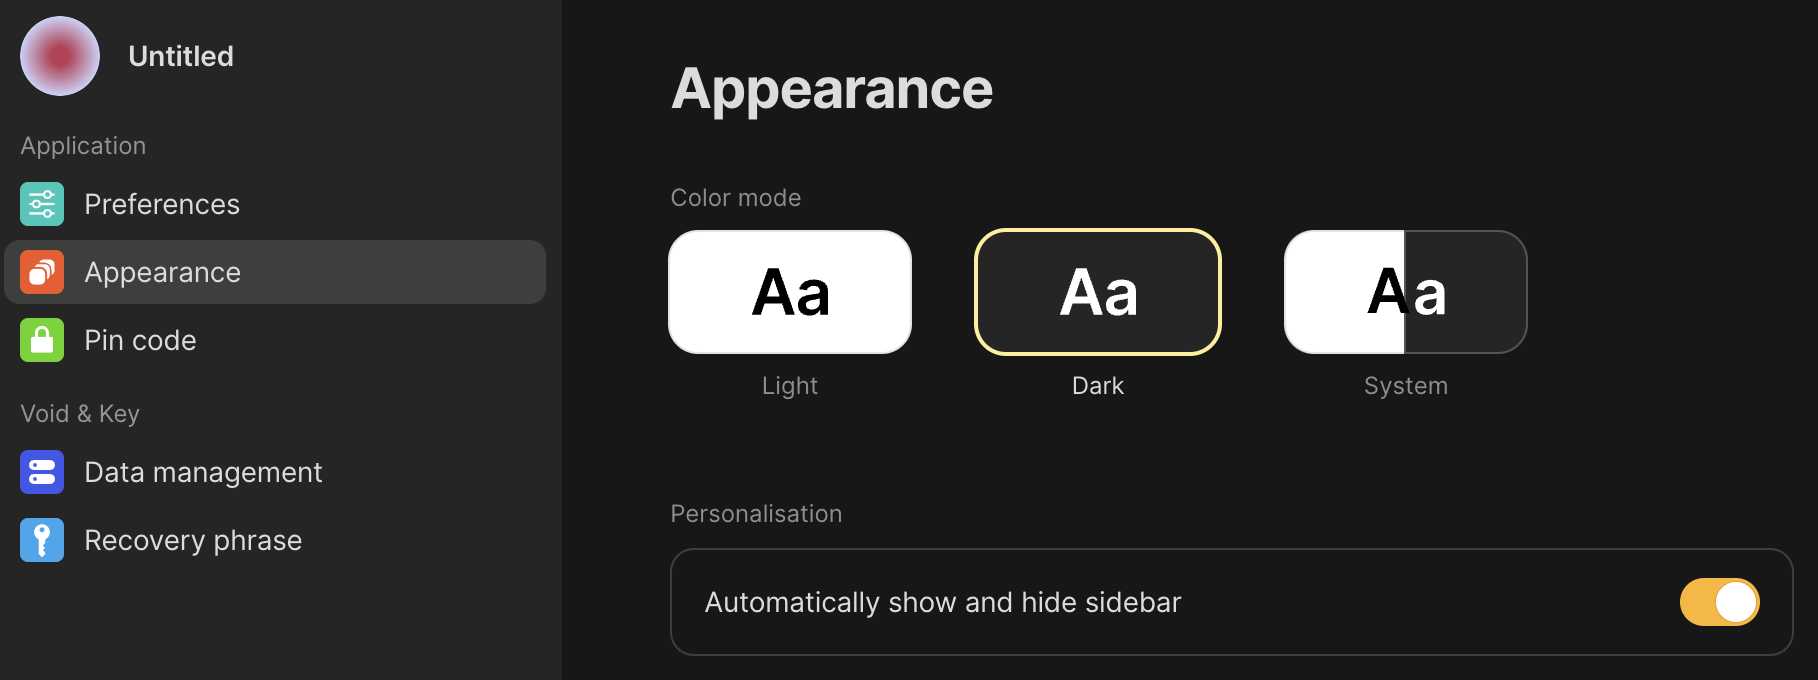 Untitled
Application
Preferences
Appearance
Pin code
Void & Key
Data management
Recovery phrase
Appearance
Color mode
Aa
Aa
Aa
Light
Dark
System
Personalisation
Automatically show and hide sidebar